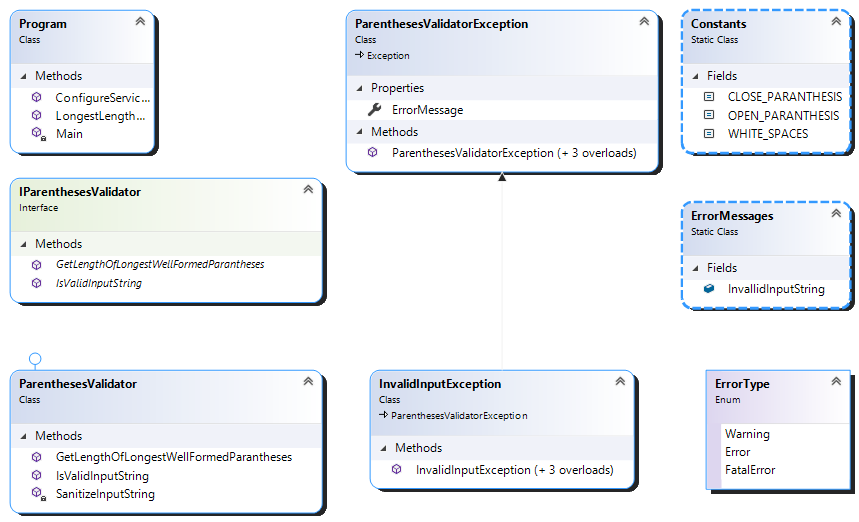 Program
Class
Methods
ConfigureServic...
LongestLength...
Main
ParenthesesValidatorException
Class
Exception
Properties
ErrorMessage
Methods
ParenthesesValidatorException (+ 3 overloads)
Constants
Static Class
Fields
CLOSE_PARANTHESIS
OPEN_PARANTHESIS
WHITE_SPACES
IParenthesesValidator
Interface
Methods
GetLengthOfLongestWellFormedParantheses
IsValidInputString
ErrorMessages
Static Class
Fields
InvallidInputString
ParenthesesValidator
Class
Methods
GetLengthOfLongestWellFormedParantheses
IsValidInputString
SanitizeInputString
InvalidInputException
Class
ParenthesesValidatorException
Methods
InvalidInputException (+ 3 overloads)
ErrorType
Enum
Warning
Error
FatalError